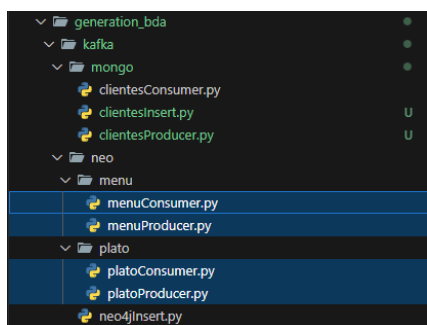 generation_bda
kafka
mongo
clientesConsumer.py
clientesInsert.py U
clientesProducer.py U
neo
menu
menuConsumer.py
menuProducer.py
plato
platoConsumer.py
platoProducer.py
neo4jInsert.py